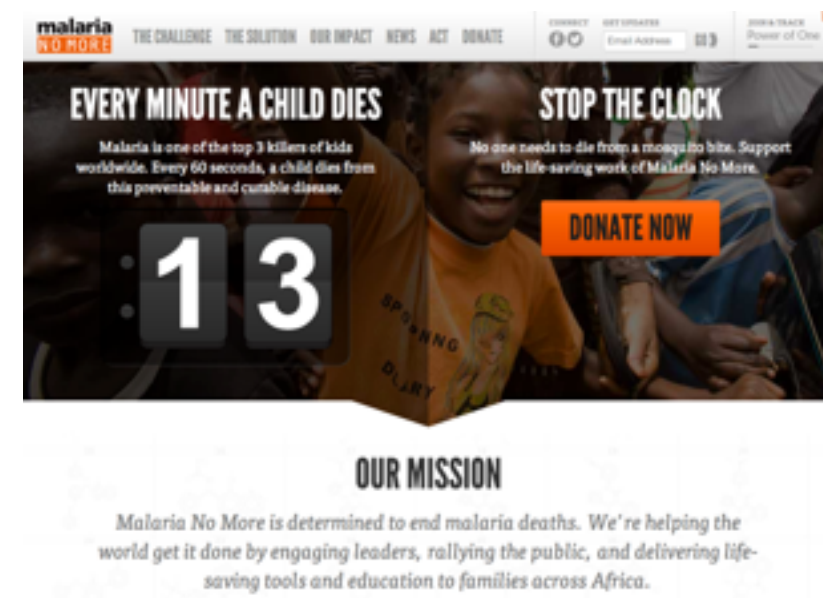 malaria
NO MORE
THE CHALLENGE THE SOLUTION OUR IMPACT NEWS ACT DONATE
CONNECT
GET UPDATES
Email Address
JOIN & TRACK
Power of One
EVERY MINUTE A CHILD DIES
Malaria is one of the top 3 killers of kids
worldwide. Every 60 seconds, a child dies from
this preventable and curable disease.
: 13
STOP THE CLOCK
No one needs to die from a mosquito bite. Support
the life-saving work of Malaria No More.
DONATE NOW
OUR MISSION
Malaria No More is determined to end malaria deaths. We're helping the
world get it done by engaging leaders, rallying the public, and delivering life-
saving tools and education to families across Africa.